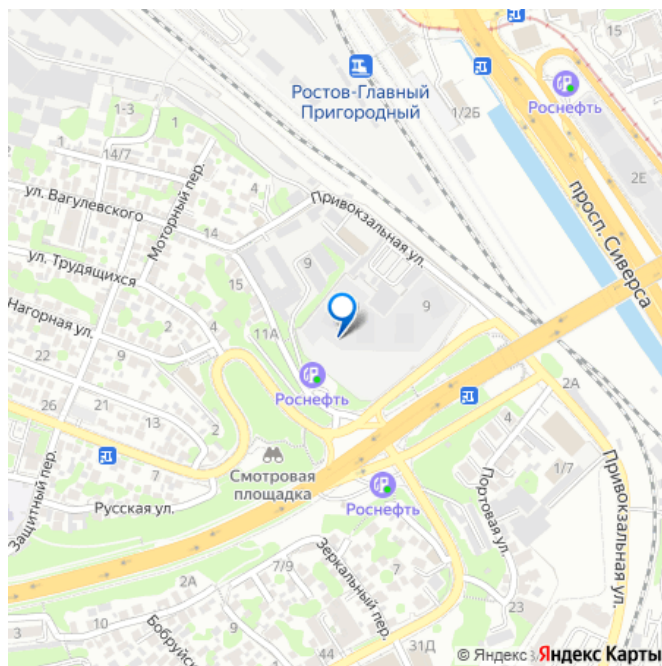 Ростов-Главный
Пригородный
1/2Б
Роснефть
15
2Е
просп. Сиверса
1-3
1
1
14/7
Моторный пер.
4
ул. Вагулевского
14
Привокзальная ул.
ул. Трудящихся
15
9
9
Нагорная ул.
2
4
11А
9
22
Роснефть
2А
26
21
13
2
4
Смотровая
площадка
7
1/7
Защитный пер.
Русская ул.
Роснефть
Портовая ул.
Привокзальная ул.
7/9
2А
Зеркальный пер.
23
Бобруйск
44
31Д
© Яндекс Яндекс Карты